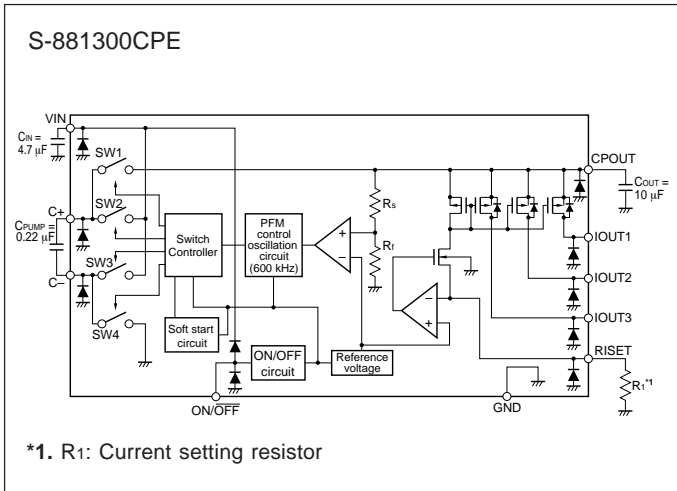 S-881300CPE
VIN
CIN =
4.7 µF
SW1
CPOUT
COUT =
10 µF
C+
CPUMP =
0.22 µF
SW2
Switch
Controller
PFM
control
oscillation
circuit
(600 kHz)
+
−
Rs
Rf
IOUT1
C−
SW3
IOUT2
−
+
SW4
Soft start
circuit
IOUT3
RISET
ON/OFF
circuit
Reference
voltage
R1*1
ON/OFF
GND
*1. R1: Current setting resistor